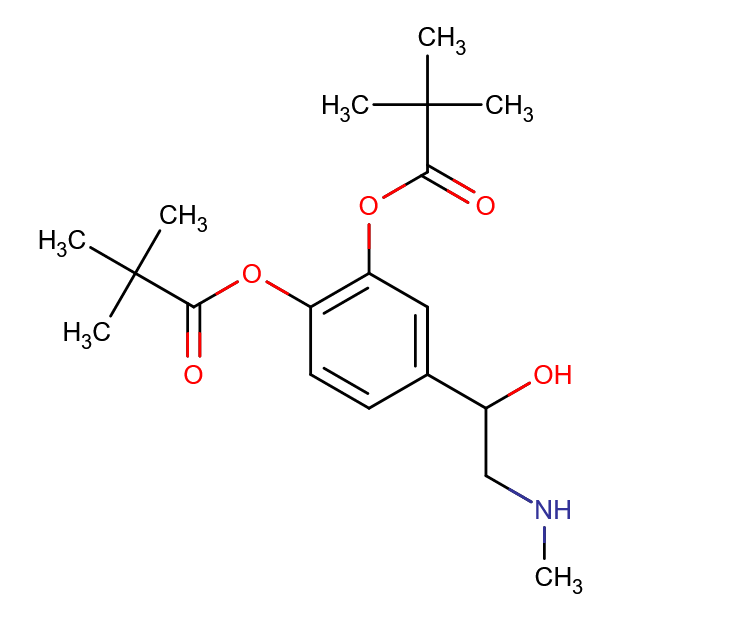 CH3
H3C CH3
O O
CH3
H3C O
H3C
O OH
NH
CH3